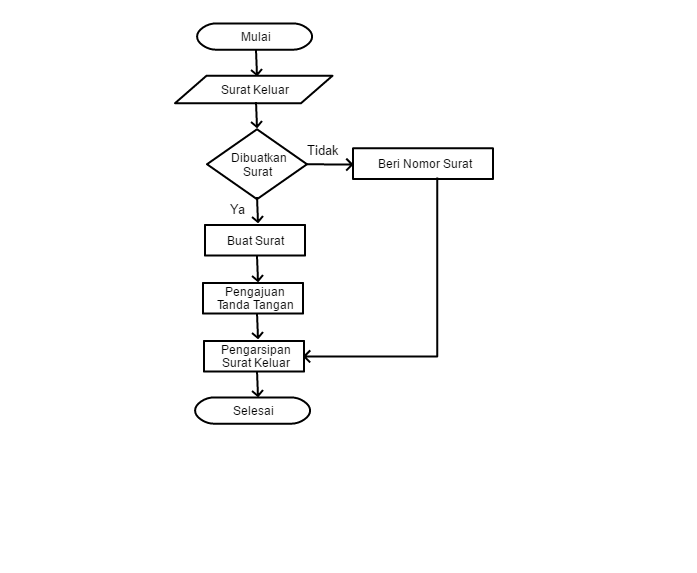 Mulai
Surat Keluar
Dibuatkan
Surat
Tidak
Beri Nomor Surat
Ya
Buat Surat
Pengajuan
Tanda Tangan
Pengarsipan
Surat Keluar
Selesai